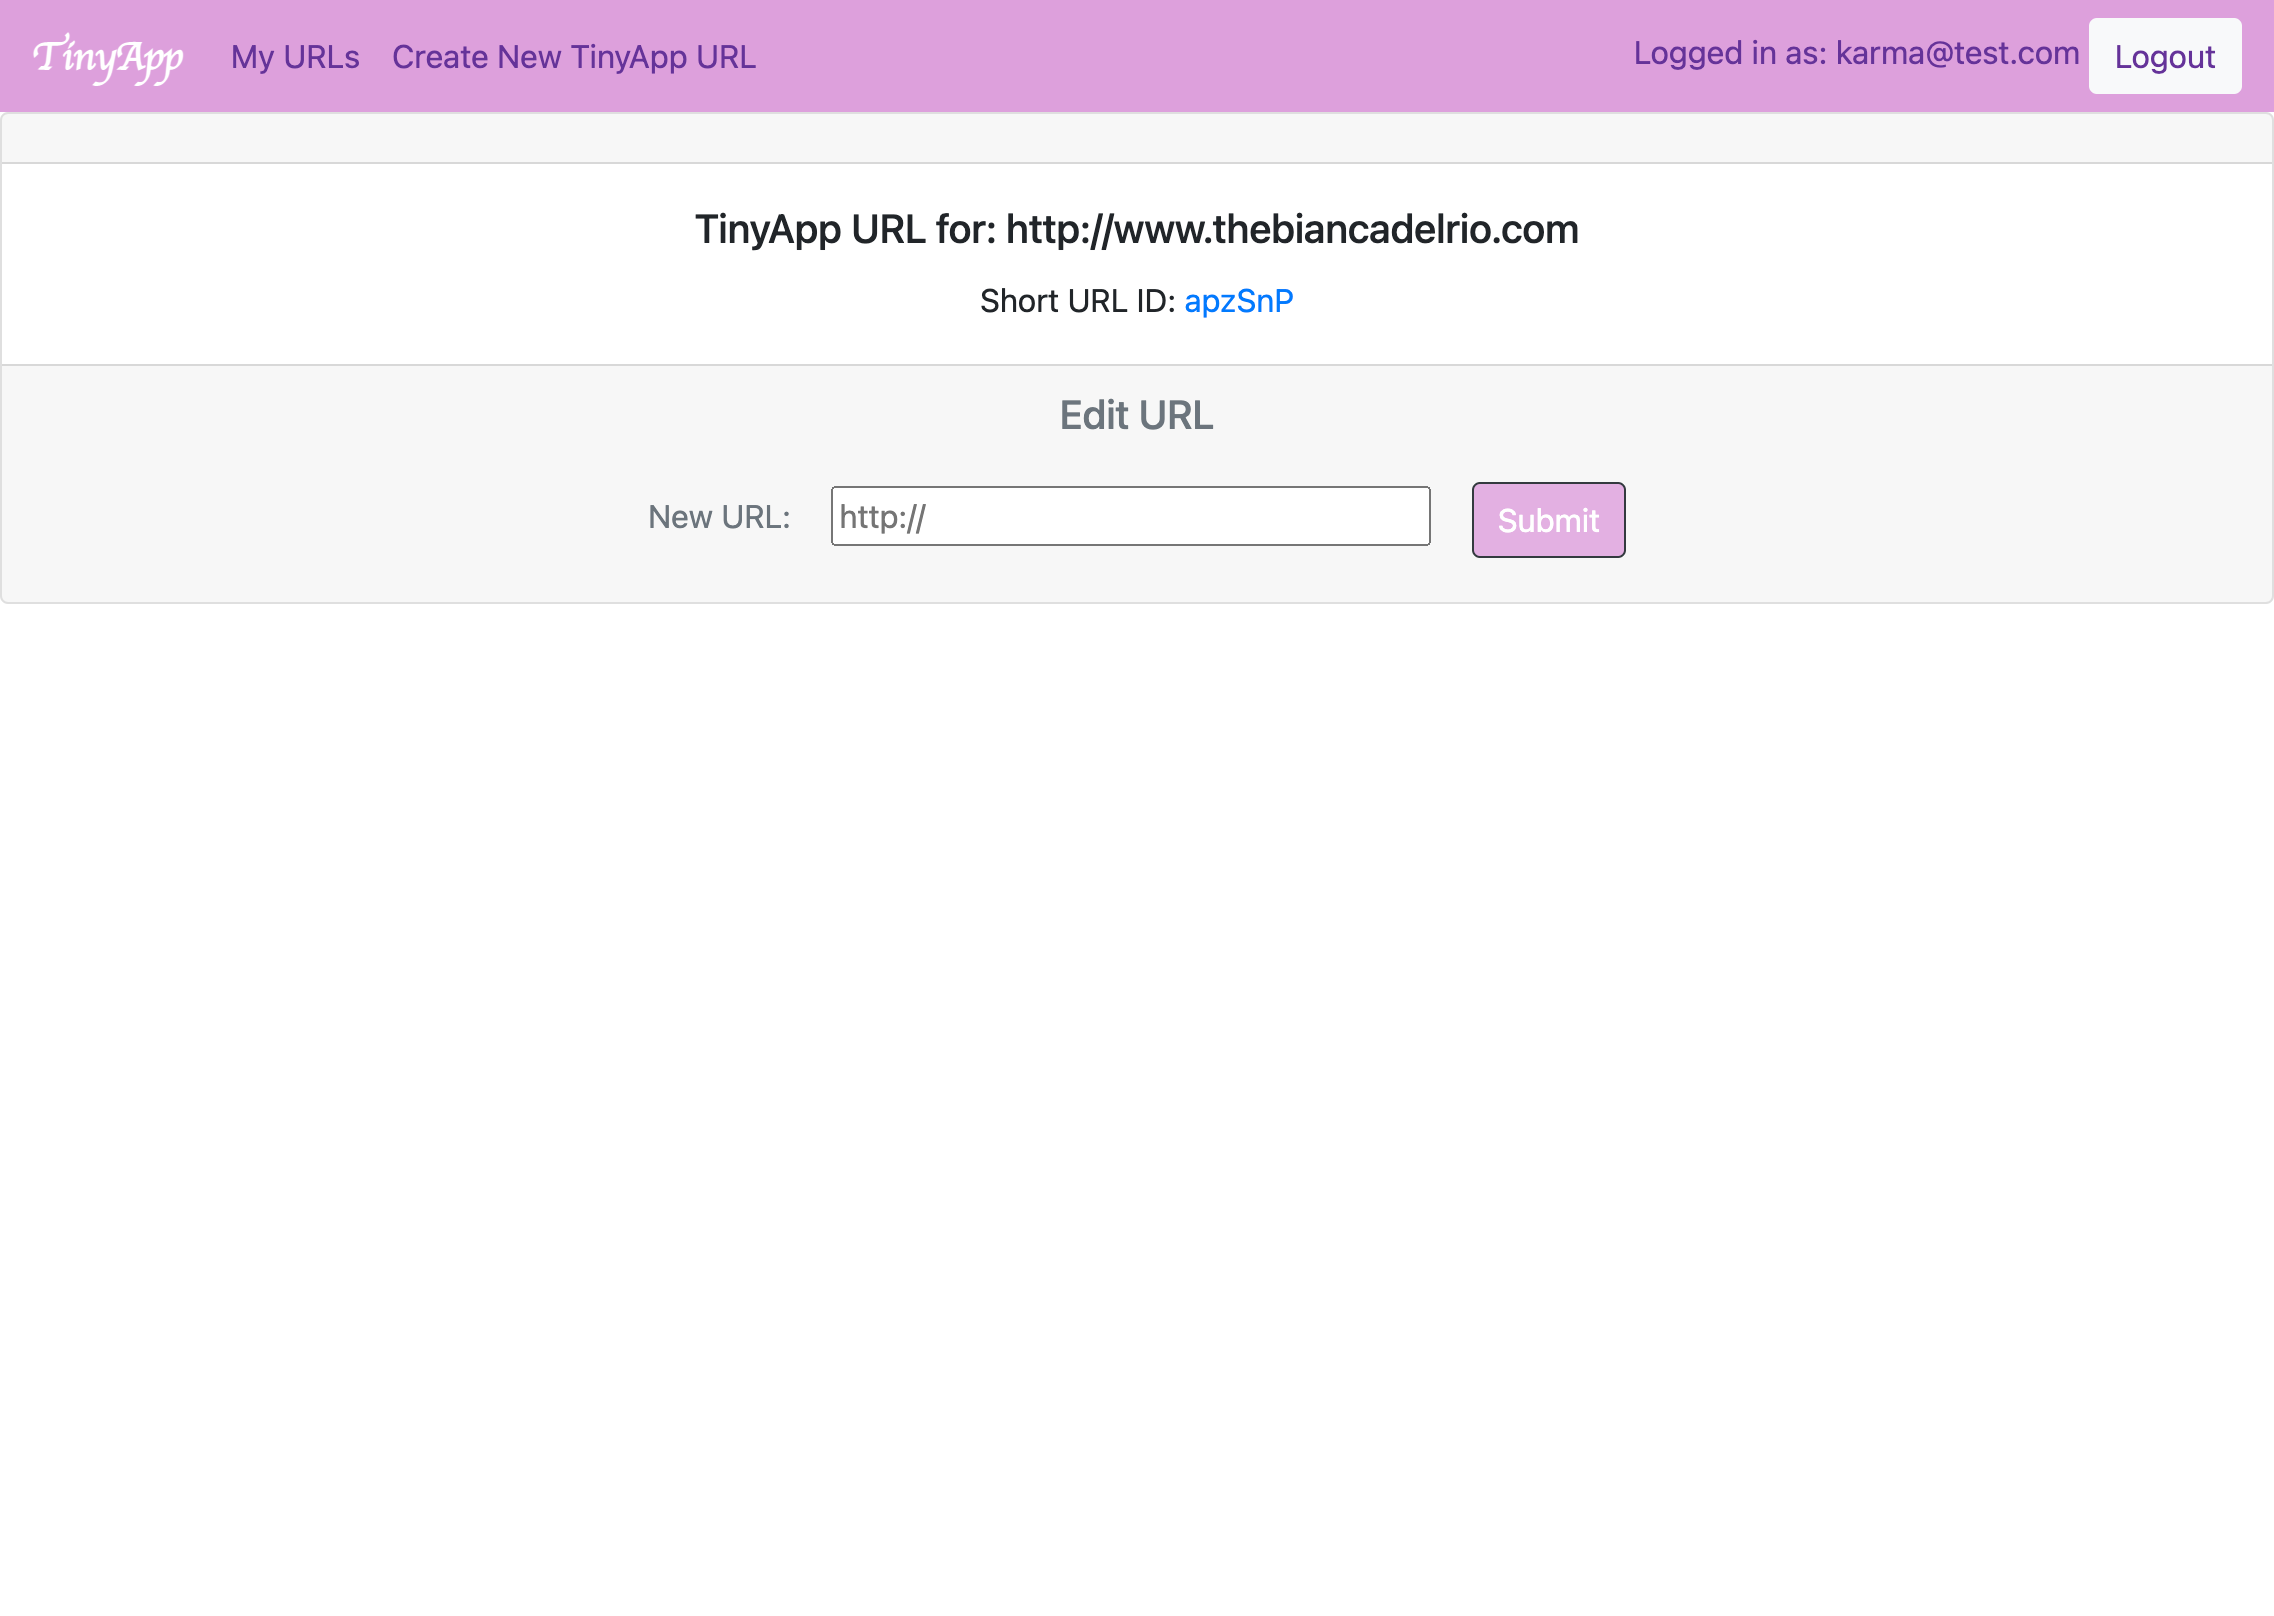 TinyApp My URLs Create New TinyApp URL Logged in as: karma@test.com Logout
TinyApp URL for: http://www.thebiancadelrio.com
Short URL ID: apzSnP
Edit URL
New URL: http:// Submit